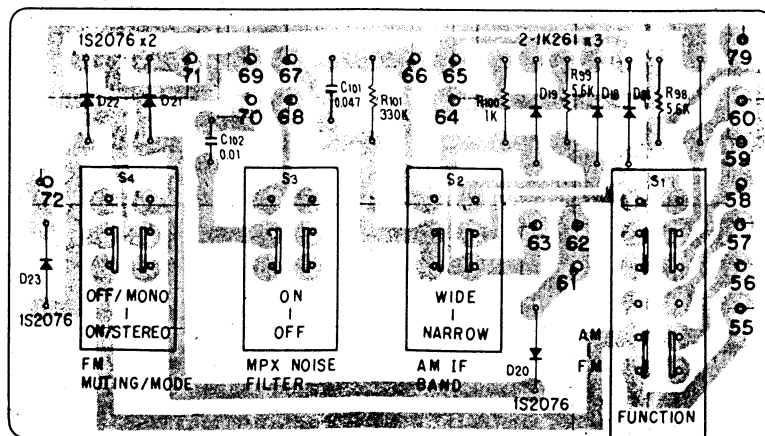 1S2076 x2
2-1K261 x3
79
71
69
67
66
65
D22
D21
C101
0.047
R101
330K
R100
1K
D19
R99
5.6K
D18
R98
5.6K
70
68
64
60
C102
0.01
59
S4
S3
S2
S1
72
58
63
62
57
D23
61
56
OFF/MONO
ON/STEREO
ON
OFF
WIDE
NARROW
1S2076
55
AM
FM
FM
MUTING/MODE
MPX NOISE
FILTER
AM IF
BAND
D20
1S2076
FUNCTION